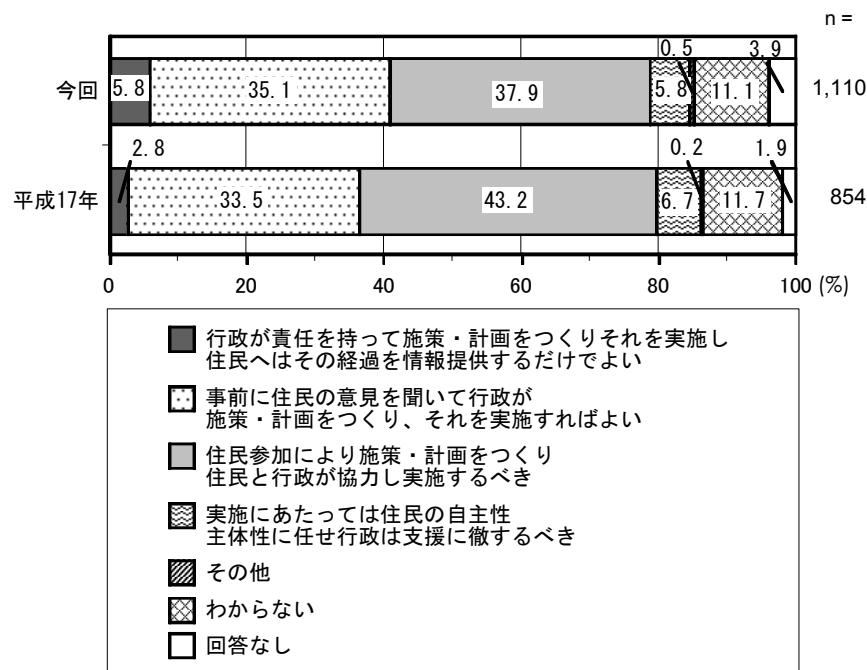 n =
0.5
3.9
今回
5.8
35.1
37.9
5.8
11.1
1,110
2.8
0.2
1.9
平成17年
33.5
43.2
6.7
11.7
854
0
20
40
60
80
100
(%)
行政が責任を持って施策・計画をつくりそれを実施し
住民へはその経過を情報提供するだけでよい
事前に住民の意見を聞いて行政が
施策・計画をつくり、それを実施すればよい
住民参加により施策・計画をつくり
住民と行政が協力し実施するべき
実施にあたっては住民の自主性
主体性に任せ行政は支援に徹するべき
その他
わからない
回答なし